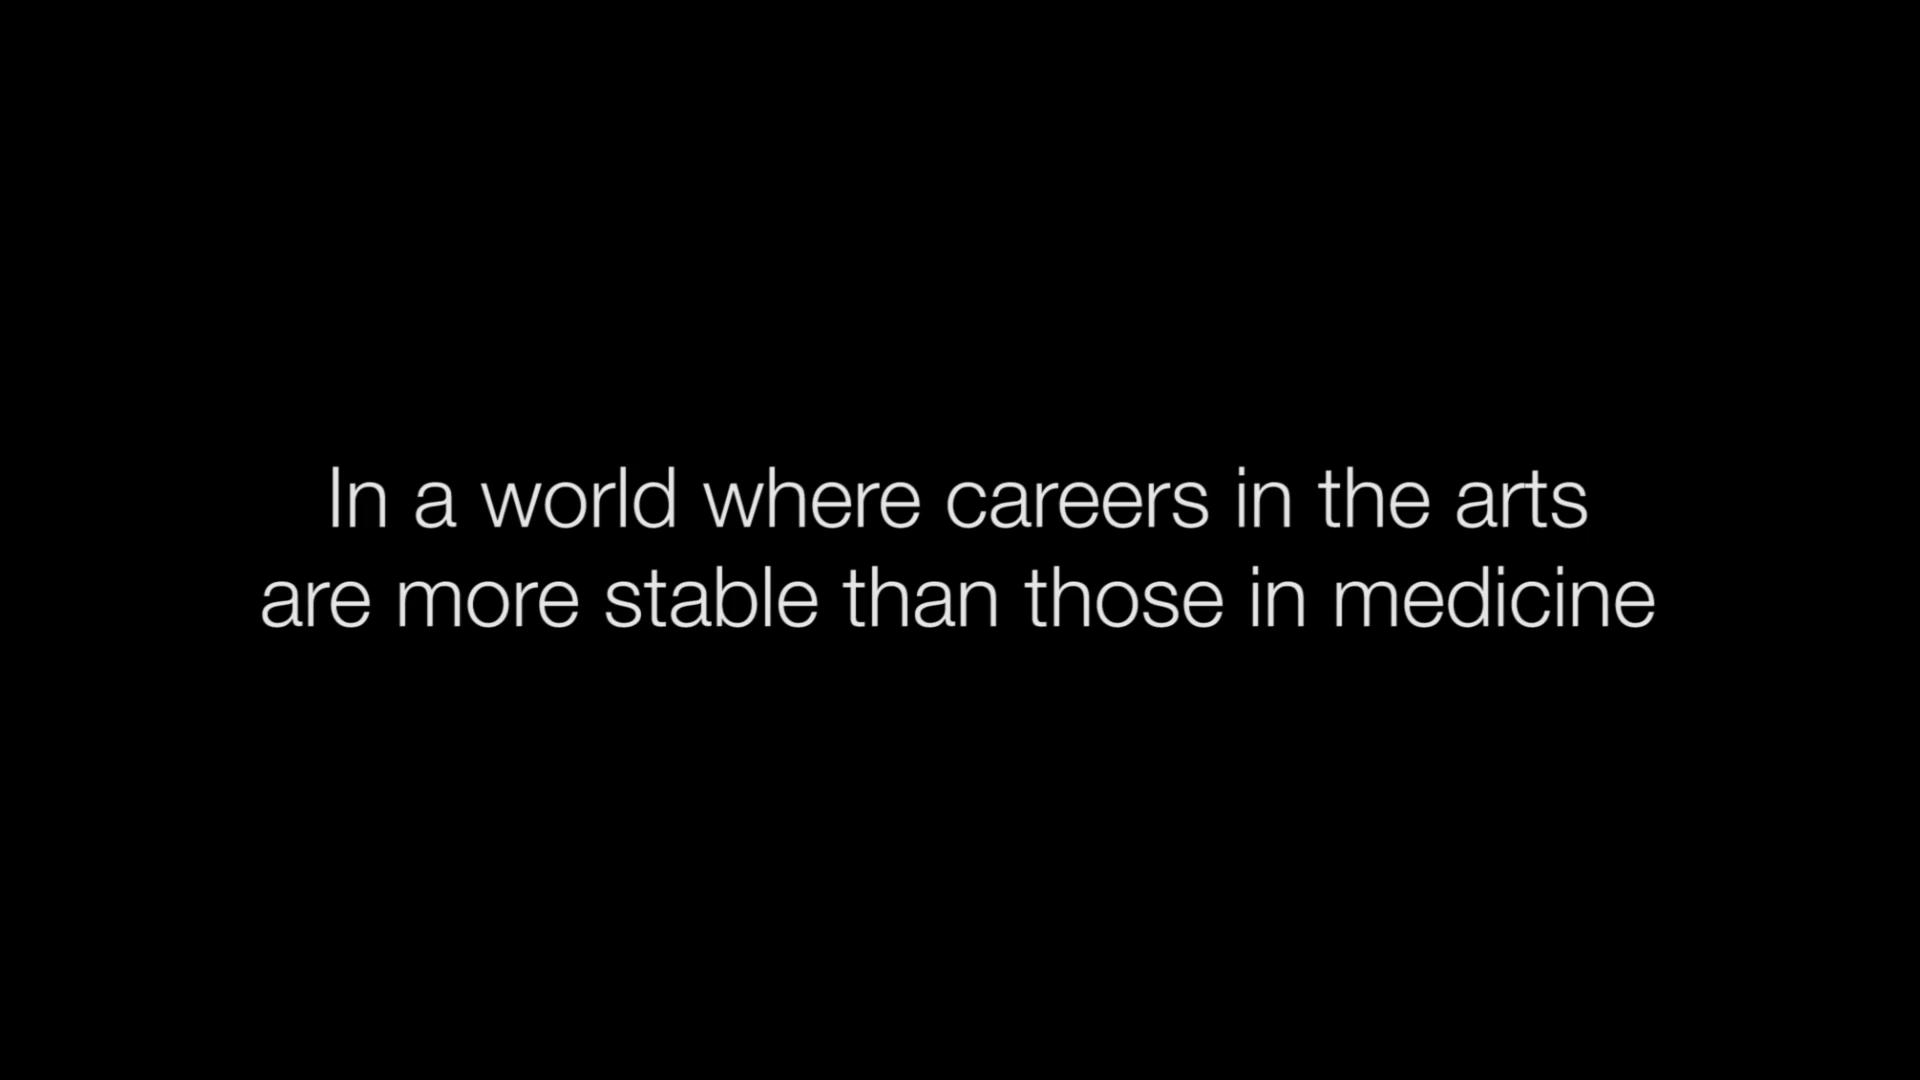 In a world where careers in the arts
are more stable than those in medicine